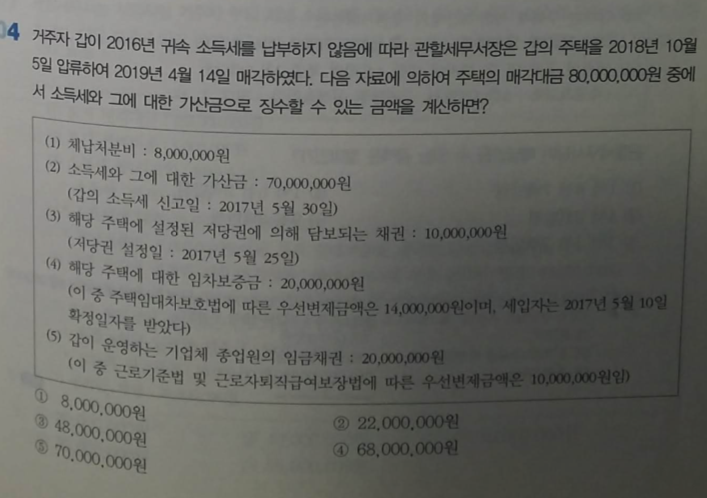 04 거주자 갑이 2016년 귀속 소득세를 납부하지 않음에 따라 관할세무서장은 갑의 주택을 2018년 10월
5일 압류하여 2019년 4월 14일 매각하였다. 다음 자료에 의하여 주택의 매각대금 80,000,000원 중에
서 소득세와 그에 대한 가산금으로 징수할 수 있는 금액을 계산하면?
(1) 체납처분비 : 8,000,000원
(2) 소득세와 그에 대한 가산금 : 70,000,000원
(갑의 소득세 신고일 : 2017년 5월 30일)
(3) 해당 주택에 설정된 저당권에 의해 담보되는 채권 : 10,000,000원
(저당권 설정일 : 2017년 5월 25일)
(4) 해당 주택에 대한 임차보증금 : 20,000,000원
(이 중 주택임대차보호법에 따른 우선변제금액은 14,000,000원이며, 세입자는 2017년 5월 10일
확정일자를 받았다)
(5) 갑이 운영하는 기업체 종업원의 임금채권 : 20,000,000원
(이 중 근로기준법 및 근로자퇴직급여보장법에 따른 우선변제금액은 10,000,000원임)
① 8,000,000원
② 22,000,000원
③ 48,000,000원
④ 68,000,000원
⑤ 70,000,000원